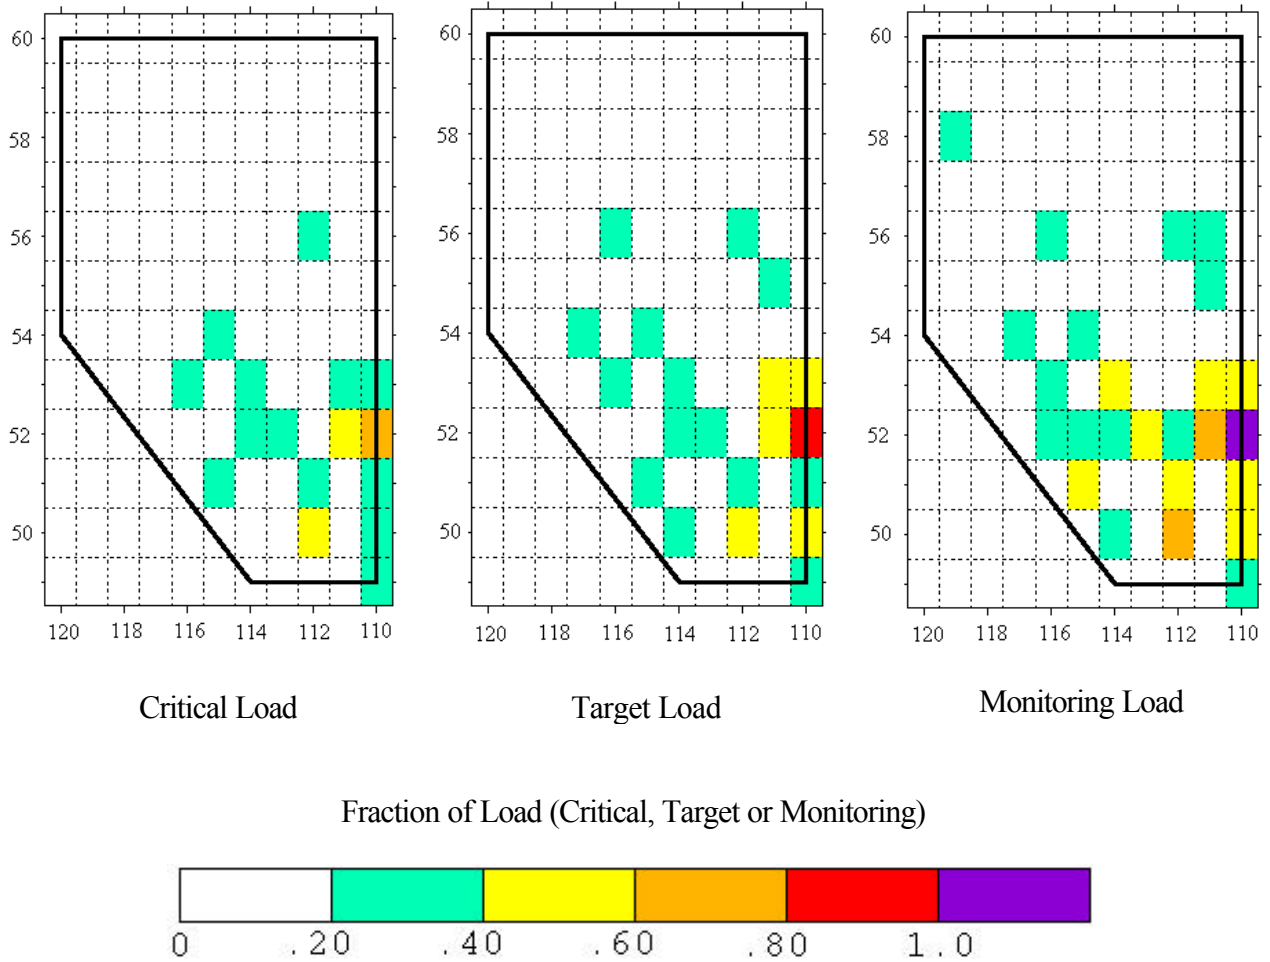 60
58
56
54
52
50
120 118 116 114 112 110
60
58
56
54
52
50
120 118 116 114 112 110
60
58
56
54
52
50
120 118 116 114 112 110
Critical Load
Target Load
Monitoring Load
Fraction of Load (Critical, Target or Monitoring)
0 .20 .40 .60 .80 1.0